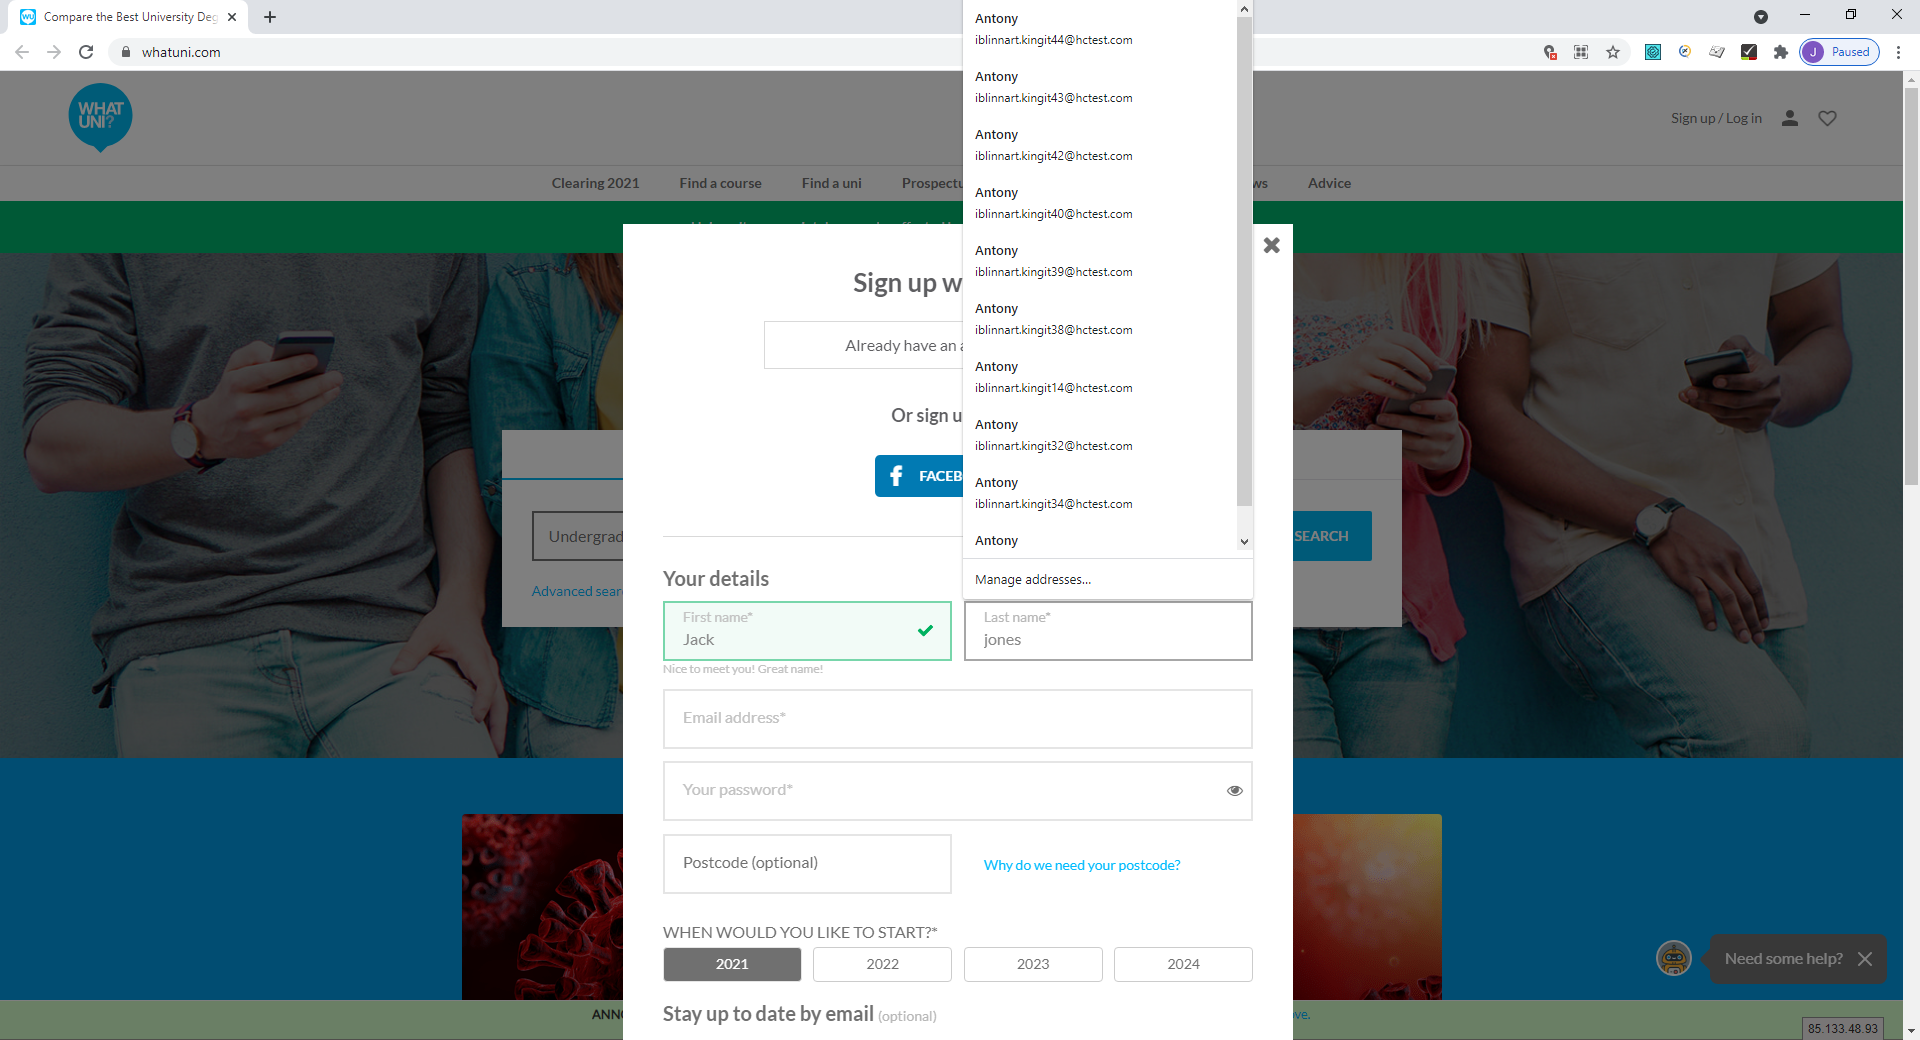 Compare the Best University Deg
whatuni.com
J Paused
WHAT
UNI?
Sign up / Log in
Clearing 2021
Find a course
Find a uni
Prospectu
ws
Advice
Antony
iblinnart.kingit44@hctest.com
Antony
iblinnart.kingit43@hctest.com
Antony
iblinnart.kingit42@hctest.com
Antony
iblinnart.kingit40@hctest.com
Antony
iblinnart.kingit39@hctest.com
Antony
iblinnart.kingit38@hctest.com
Antony
iblinnart.kingit14@hctest.com
Antony
iblinnart.kingit32@hctest.com
Antony
iblinnart.kingit34@hctest.com
Antony
Manage addresses...
Sign up w
Already have an a
Or sign u
f FACEB
Undergrad
SEARCH
Advanced sear
Your details
First name*
Jack
Last name*
jones
Nice to meet you! Great name!
Email address*
Your password*
Postcode (optional)
Why do we need your postcode?
WHEN WOULD YOU LIKE TO START?*
2021
2022
2023
2024
Stay up to date by email (optional)
Need some help?
ANNO
ove.
85.133.48.93